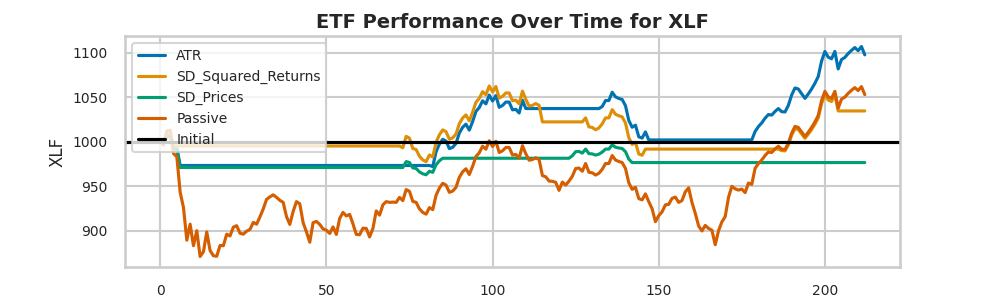 ETF Performance Over Time for XLF
XLF
1100
1050
1000
950
900
ATR
SD_Squared_Returns
SD_Prices
Passive
Initial
0 50 100 150 200